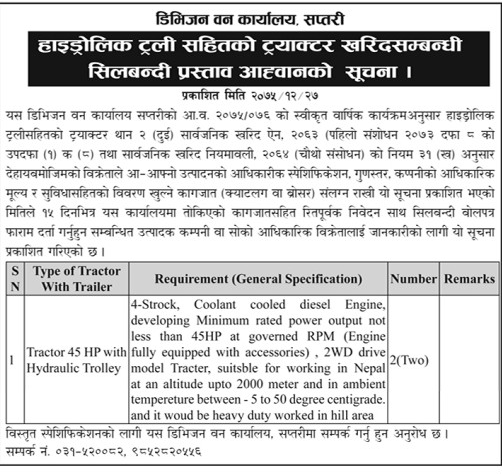 डिभिजन वन कार्यालय, सप्तरी
हाइड्रोलिक ट्रली सहितको ट्रयाक्टर खरिदसम्बन्धी
सिलबन्दी प्रस्ताव आह्वानको सूचना ।
प्रकाशित मिति २०७५/१२/२७
यस डिभिजन वन कार्यालय सप्तरीको आ.व. २०७५/०७६ को स्वीकृत वार्षिक कार्यक्रमअनुसार हाइड्रोलिक
ट्रलीसहितको ट्रयाक्टर थान २ (दुई) सार्वजनिक खरिद ऐन, २०६३ (पहिलो संशोधन २०७३ दफा ८ को
उपदफा (१) क (८) तथा सार्वजनिक खरिद नियमावली, २०६४ (चौथो संसोधन) को नियम ३१ (ख) अनुसार
देहायबमोजिमको विक्रेताले आ-आफ्नो उत्पादनको आधिकारीक स्पेशिफिकेशन, गुणस्तर, कम्पनीको आधिकारिक
मूल्य र सुविधासहितको विवरण खुल्ने कागजात (क्याटलग वा ब्रोसर) संलग्न राखी यो सूचना प्रकाशित भएको
मितिले १५ दिनभित्र यस कार्यालयमा तोकिएको कागजातसहित रितपूर्वक निवेदन साथ सिलबन्दी बोलपत्र
फाराम दर्ता गर्नुहुन सम्बन्धित उत्पादक कम्पनी वा सोको आधिकारिक विक्रेतालाई जानकारीको लागी यो सूचना
प्रकाशित गरिएको छ ।
S N Type of Tractor With Trailer Requirement (General Specification) Number Remarks
4-Strock, Coolant cooled diesel Engine,
developing Minimum rated power output not
less than 45HP at governed RPM (Engine
1 Tractor 45 HP with Hydraulic Trolley fully equipped with accessories) , 2WD drive 2(Two)
model Tracter, suitsble for working in Nepal
at an altitude upto 2000 meter and in ambient
tempereture between - 5 to 50 degree centigrade.
and it woud be heavy duty worked in hill area
विस्तृत स्पेशिफिकेशनको लागी यस डिभिजन वन कार्यालय, सप्तरीमा सम्पर्क गर्नु हुन अनुरोध छ ।
सम्पर्क नं. ०३१-५२००८२, ९८५२८२०५५६